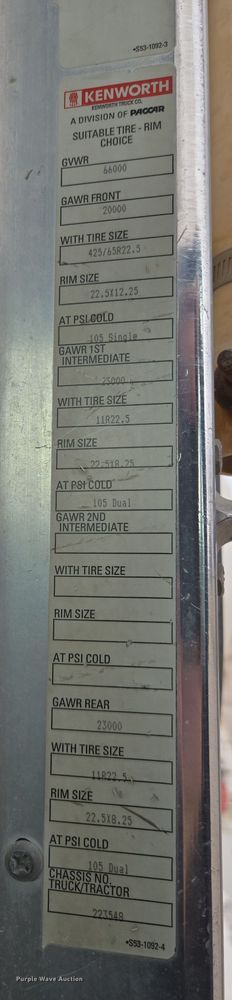 •S53-1092-3
KENWORTH
KENWORTH TRUCK CO.
A DIVISION OF PACCAR
SUITABLE TIRE - RIM
CHOICE
GVWR
66000
GAWR FRONT
20000
WITH TIRE SIZE
425/65R22.5
RIM SIZE
22.5X12.25
AT PSI COLD
105 Single
GAWR 1ST
INTERMEDIATE
23000
WITH TIRE SIZE
11R22.5
RIM SIZE
22.5X8.25
AT PSI COLD
105 Dual
GAWR 2ND
INTERMEDIATE
WITH TIRE SIZE
RIM SIZE
AT PSI COLD
GAWR REAR
23000
WITH TIRE SIZE
11R22.5
RIM SIZE
22.5X8.25
AT PSI COLD
105 Dual
CHASSIS NO.
TRUCK/TRACTOR
223548
•S53-1092-4
Purple Wave Auction